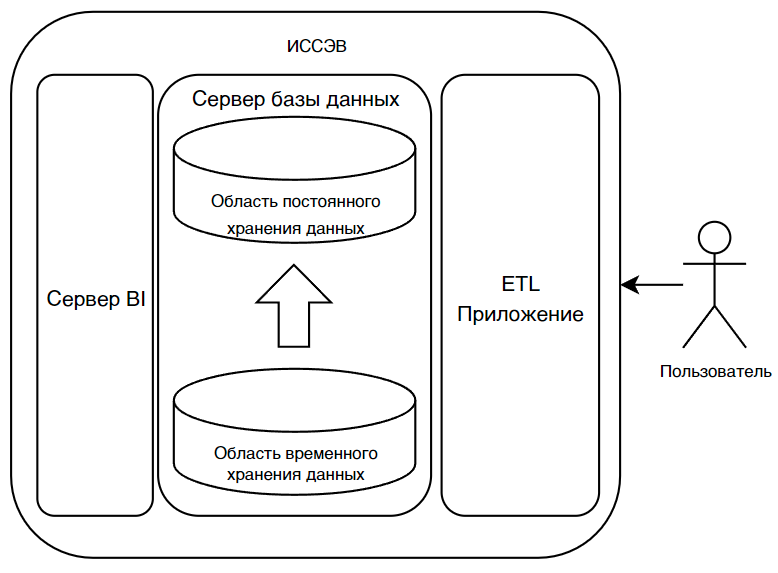 ИССЭВ
Сервер BI
Сервер базы данных
Область постоянного
хранения данных
Область временного
хранения данных
ETL
Приложение
Пользователь